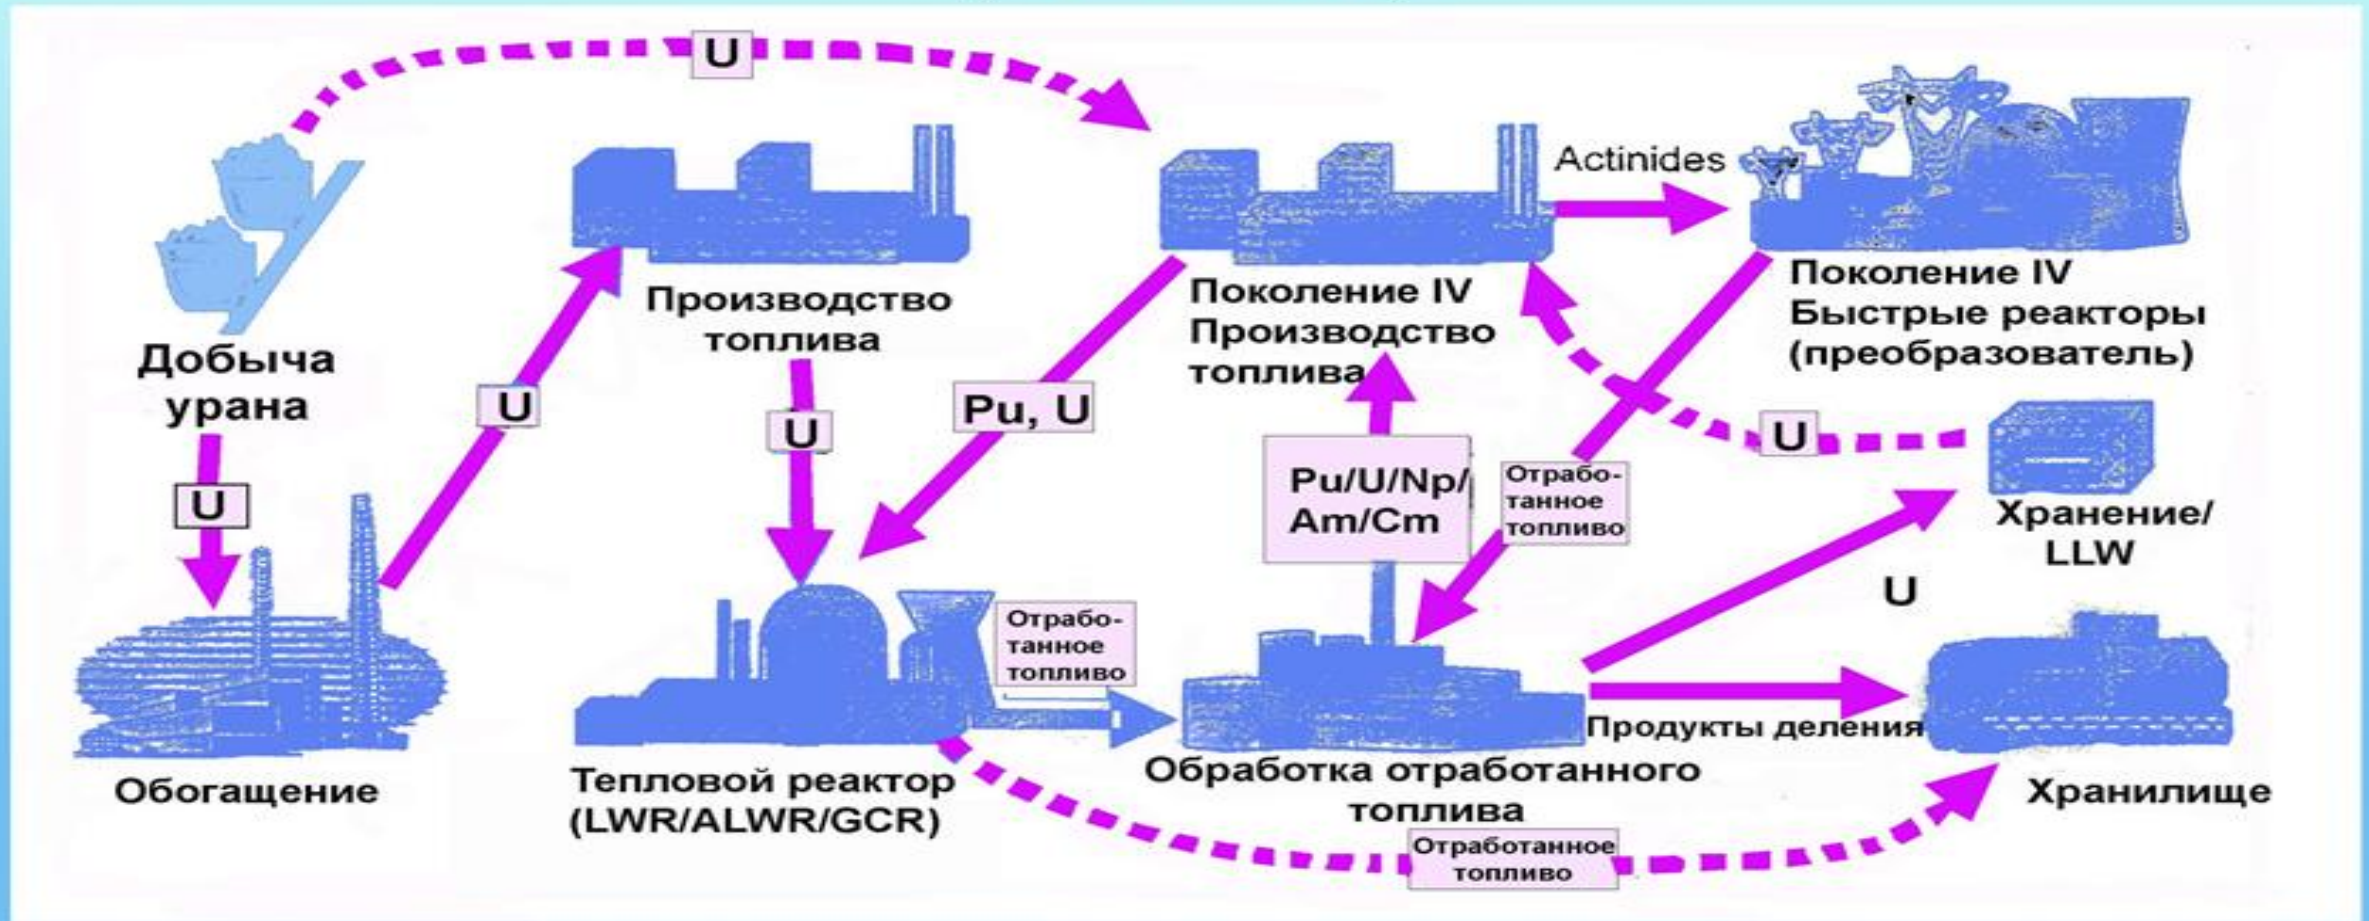 U
Actinides
Поколение IV
Быстрые реакторы
(преобразователь)
Поколение IV
Производство
топлива
Производство
топлива
Добыча
урана
U
U
Pu, U
U
U
Pu/U/Np/
Am/Cm
Отрабо-
танное
топливо
Хранение/
LLW
U
Отрабо-
танное
топливо
Продукты деления
Обогащение
Тепловой реактор
(LWR/ALWR/GCR)
Обработка отработанного
топлива
Хранилище
Отработанное
топливо